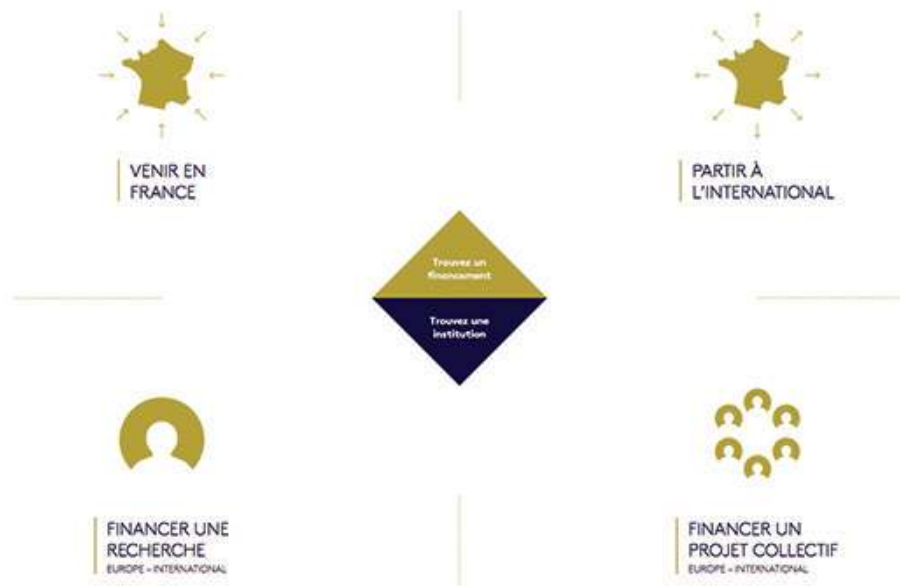 VENIR EN
FRANCE
PARTIR À
L'INTERNATIONAL
Trouvez un
financement
Trouvez une
institution
FINANCER UNE
RECHERCHE
EUROPE – INTERNATIONAL
FINANCER UN
PROJET COLLECTIF
EUROPE – INTERNATIONAL